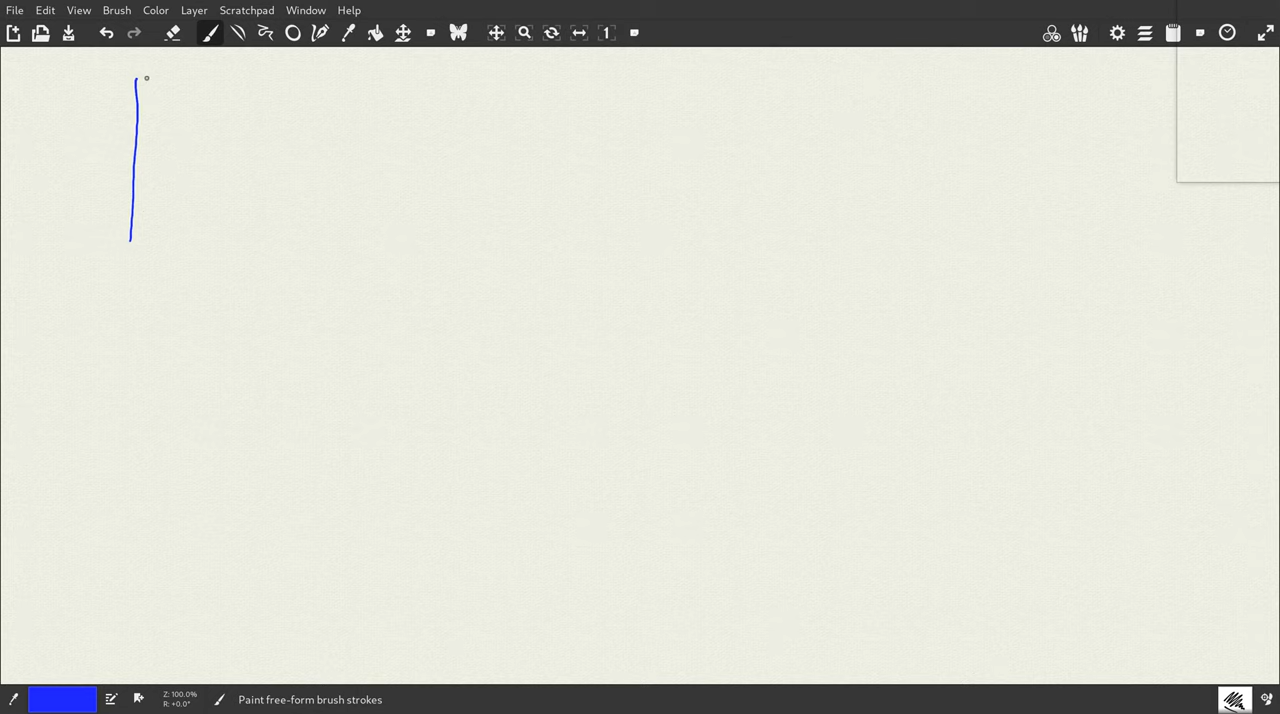 File Edit View Brush Color Layer Scratchpad Window Help
1
Z: 100.0%
R: +0.0°
Paint free-form brush strokes